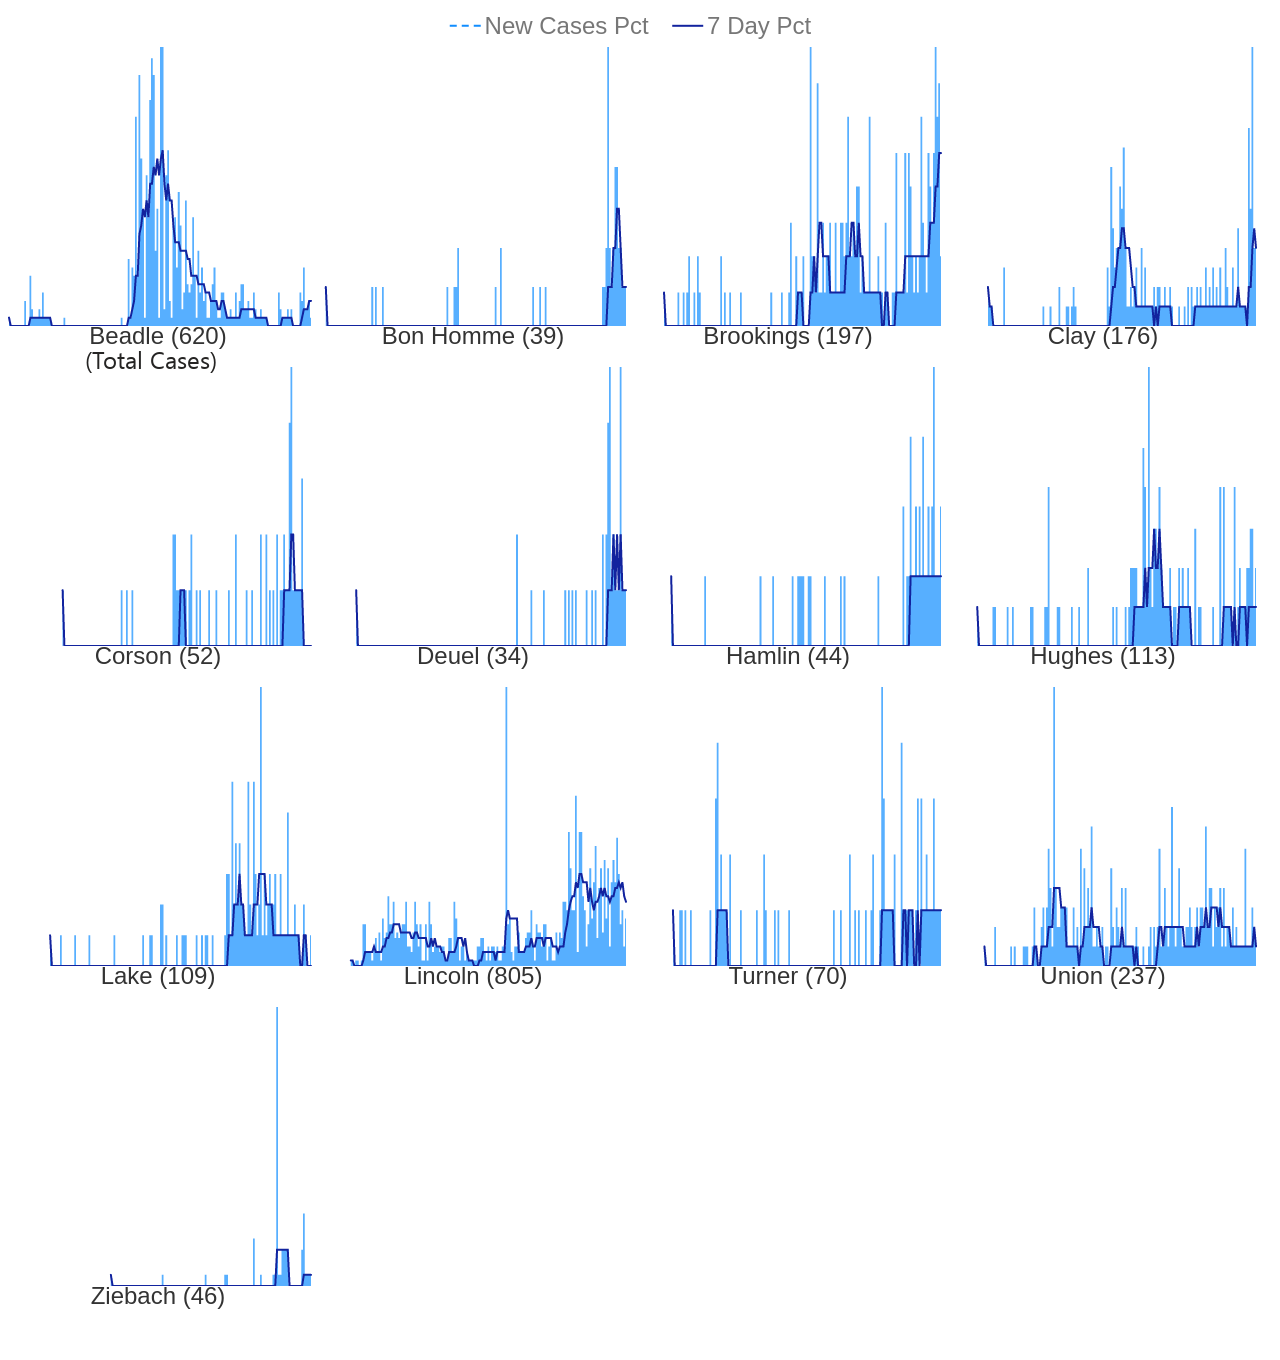 New Cases Pct 7 Day Pct
Beadle (620) Bon Homme (39) Brookings (197) Clay (176)
(Total Cases)
Corson (52) Deuel (34) Hamlin (44) Hughes (113)
Lake (109) Lincoln (805) Turner (70) Union (237)
Ziebach (46)